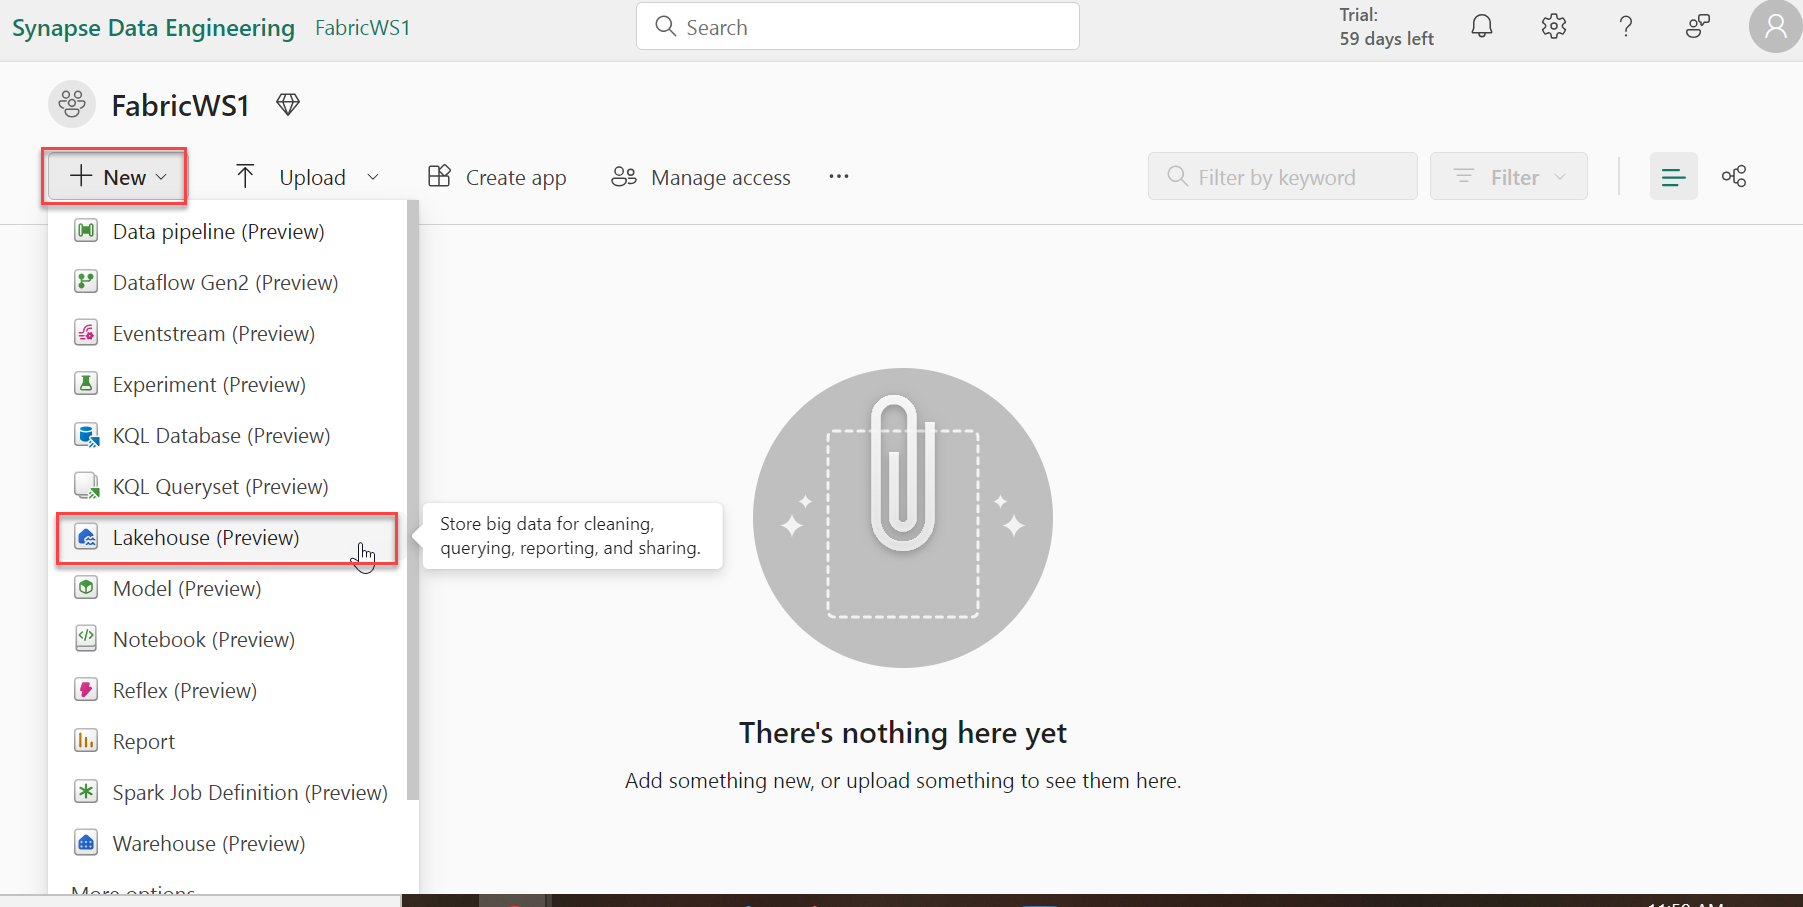 Synapse Data Engineering FabricWS1
Search
Trial:
59 days left
FabricWS1
New
Upload
Create app
Manage access
Filter by keyword
Filter
Data pipeline (Preview)
Dataflow Gen2 (Preview)
Eventstream (Preview)
Experiment (Preview)
KQL Database (Preview)
KQL Queryset (Preview)
Lakehouse (Preview)
Store big data for cleaning,
querying, reporting, and sharing.
Model (Preview)
Notebook (Preview)
Reflex (Preview)
Report
Spark Job Definition (Preview)
Warehouse (Preview)
More options
There's nothing here yet
Add something new, or upload something to see them here.